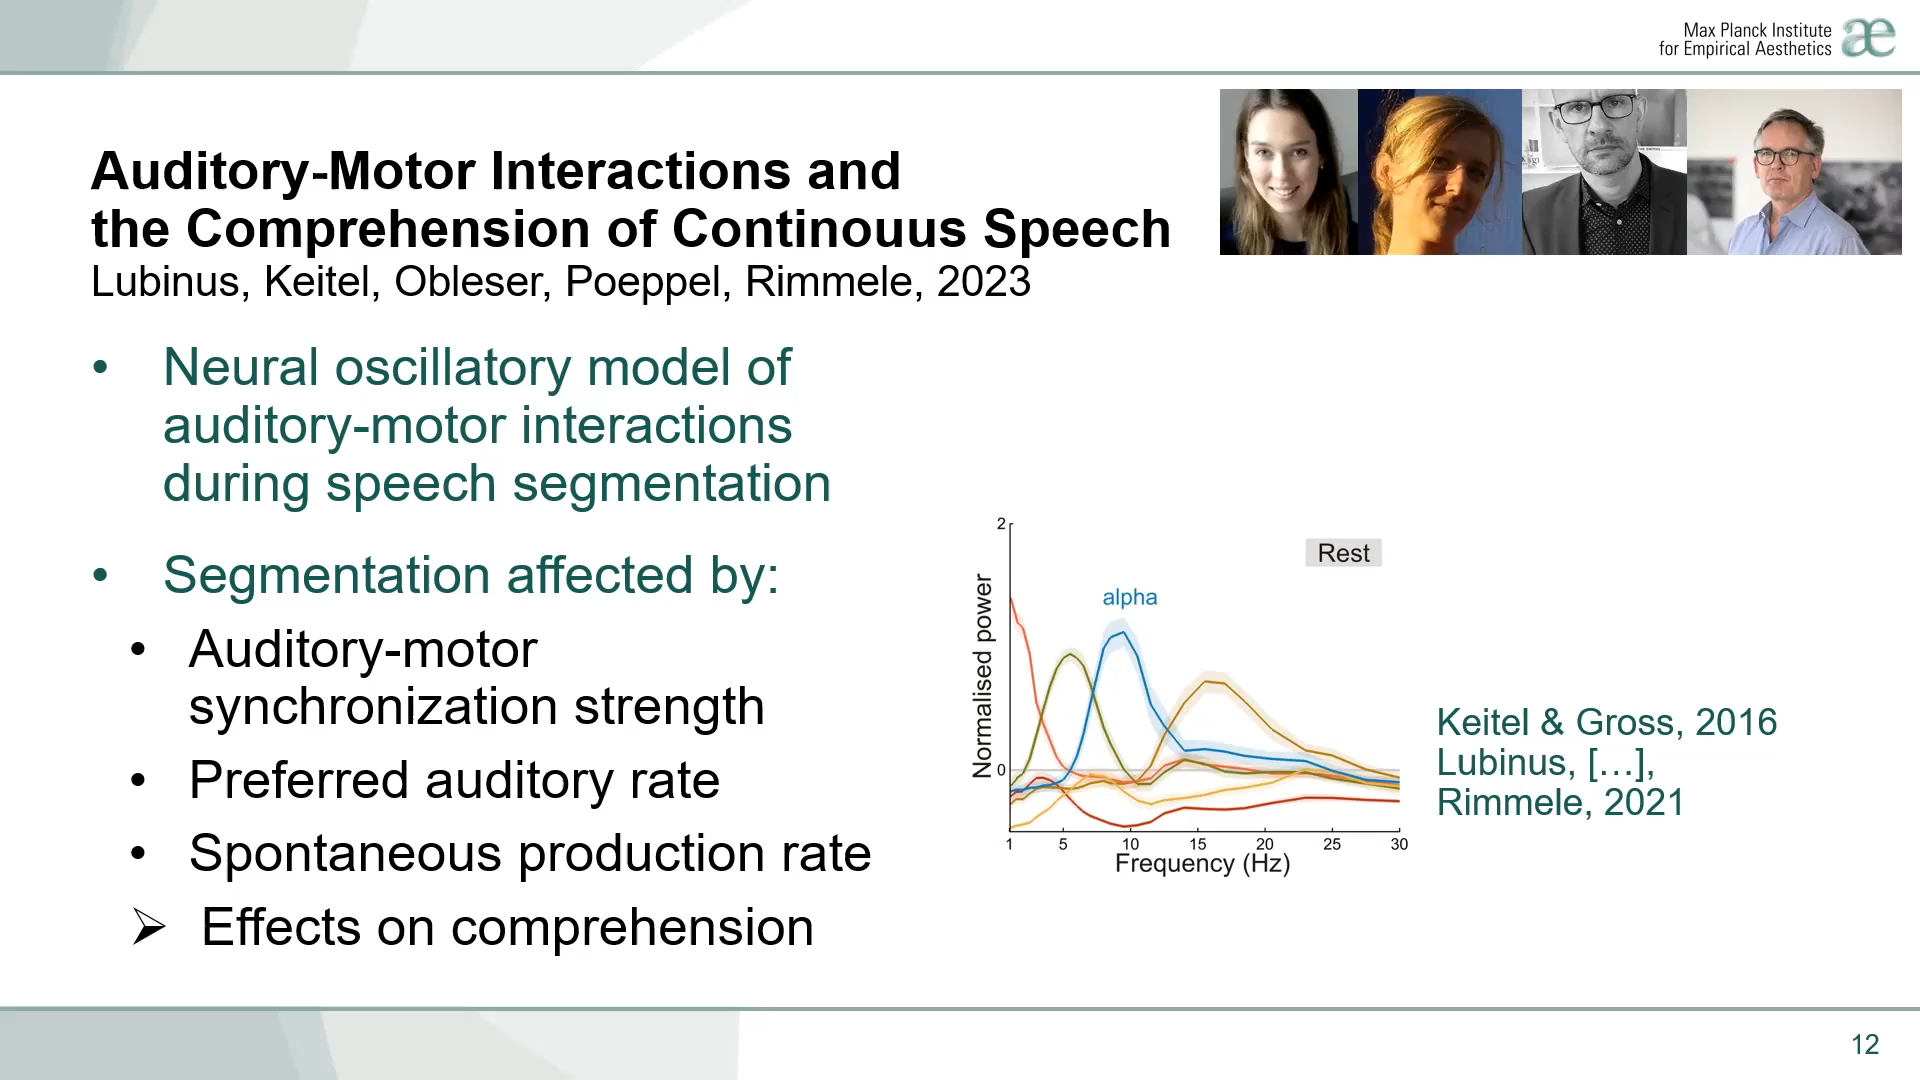 Max Planck Institute
for Empirical Aesthetics
æ
Auditory-Motor Interactions and
the Comprehension of Continouus Speech
Lubinus, Keitel, Obleser, Poeppel, Rimmele, 2023
• Neural oscillatory model of
auditory-motor interactions
during speech segmentation
• Segmentation affected by:
• Auditory-motor
synchronization strength
• Preferred auditory rate
• Spontaneous production rate
➢ Effects on comprehension
2
Rest
alpha
Normalised power
0
1 5 10 15 20 25 30
Frequency (Hz)
Keitel & Gross, 2016
Lubinus, […],
Rimmele, 2021
12